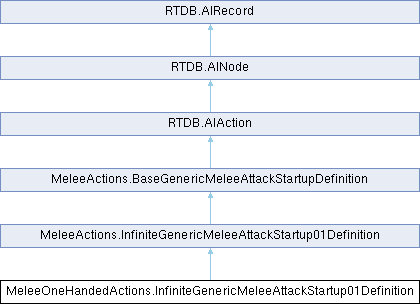 RTDB.AIRecord
RTDB.AINode
RTDB.AIAction
MeleeActions.BaseGenericMeleeAttackStartupDefinition
MeleeActions.InfiniteGenericMeleeAttackStartup01Definition
MeleeOneHandedActions.InfiniteGenericMeleeAttackStartup01Definition